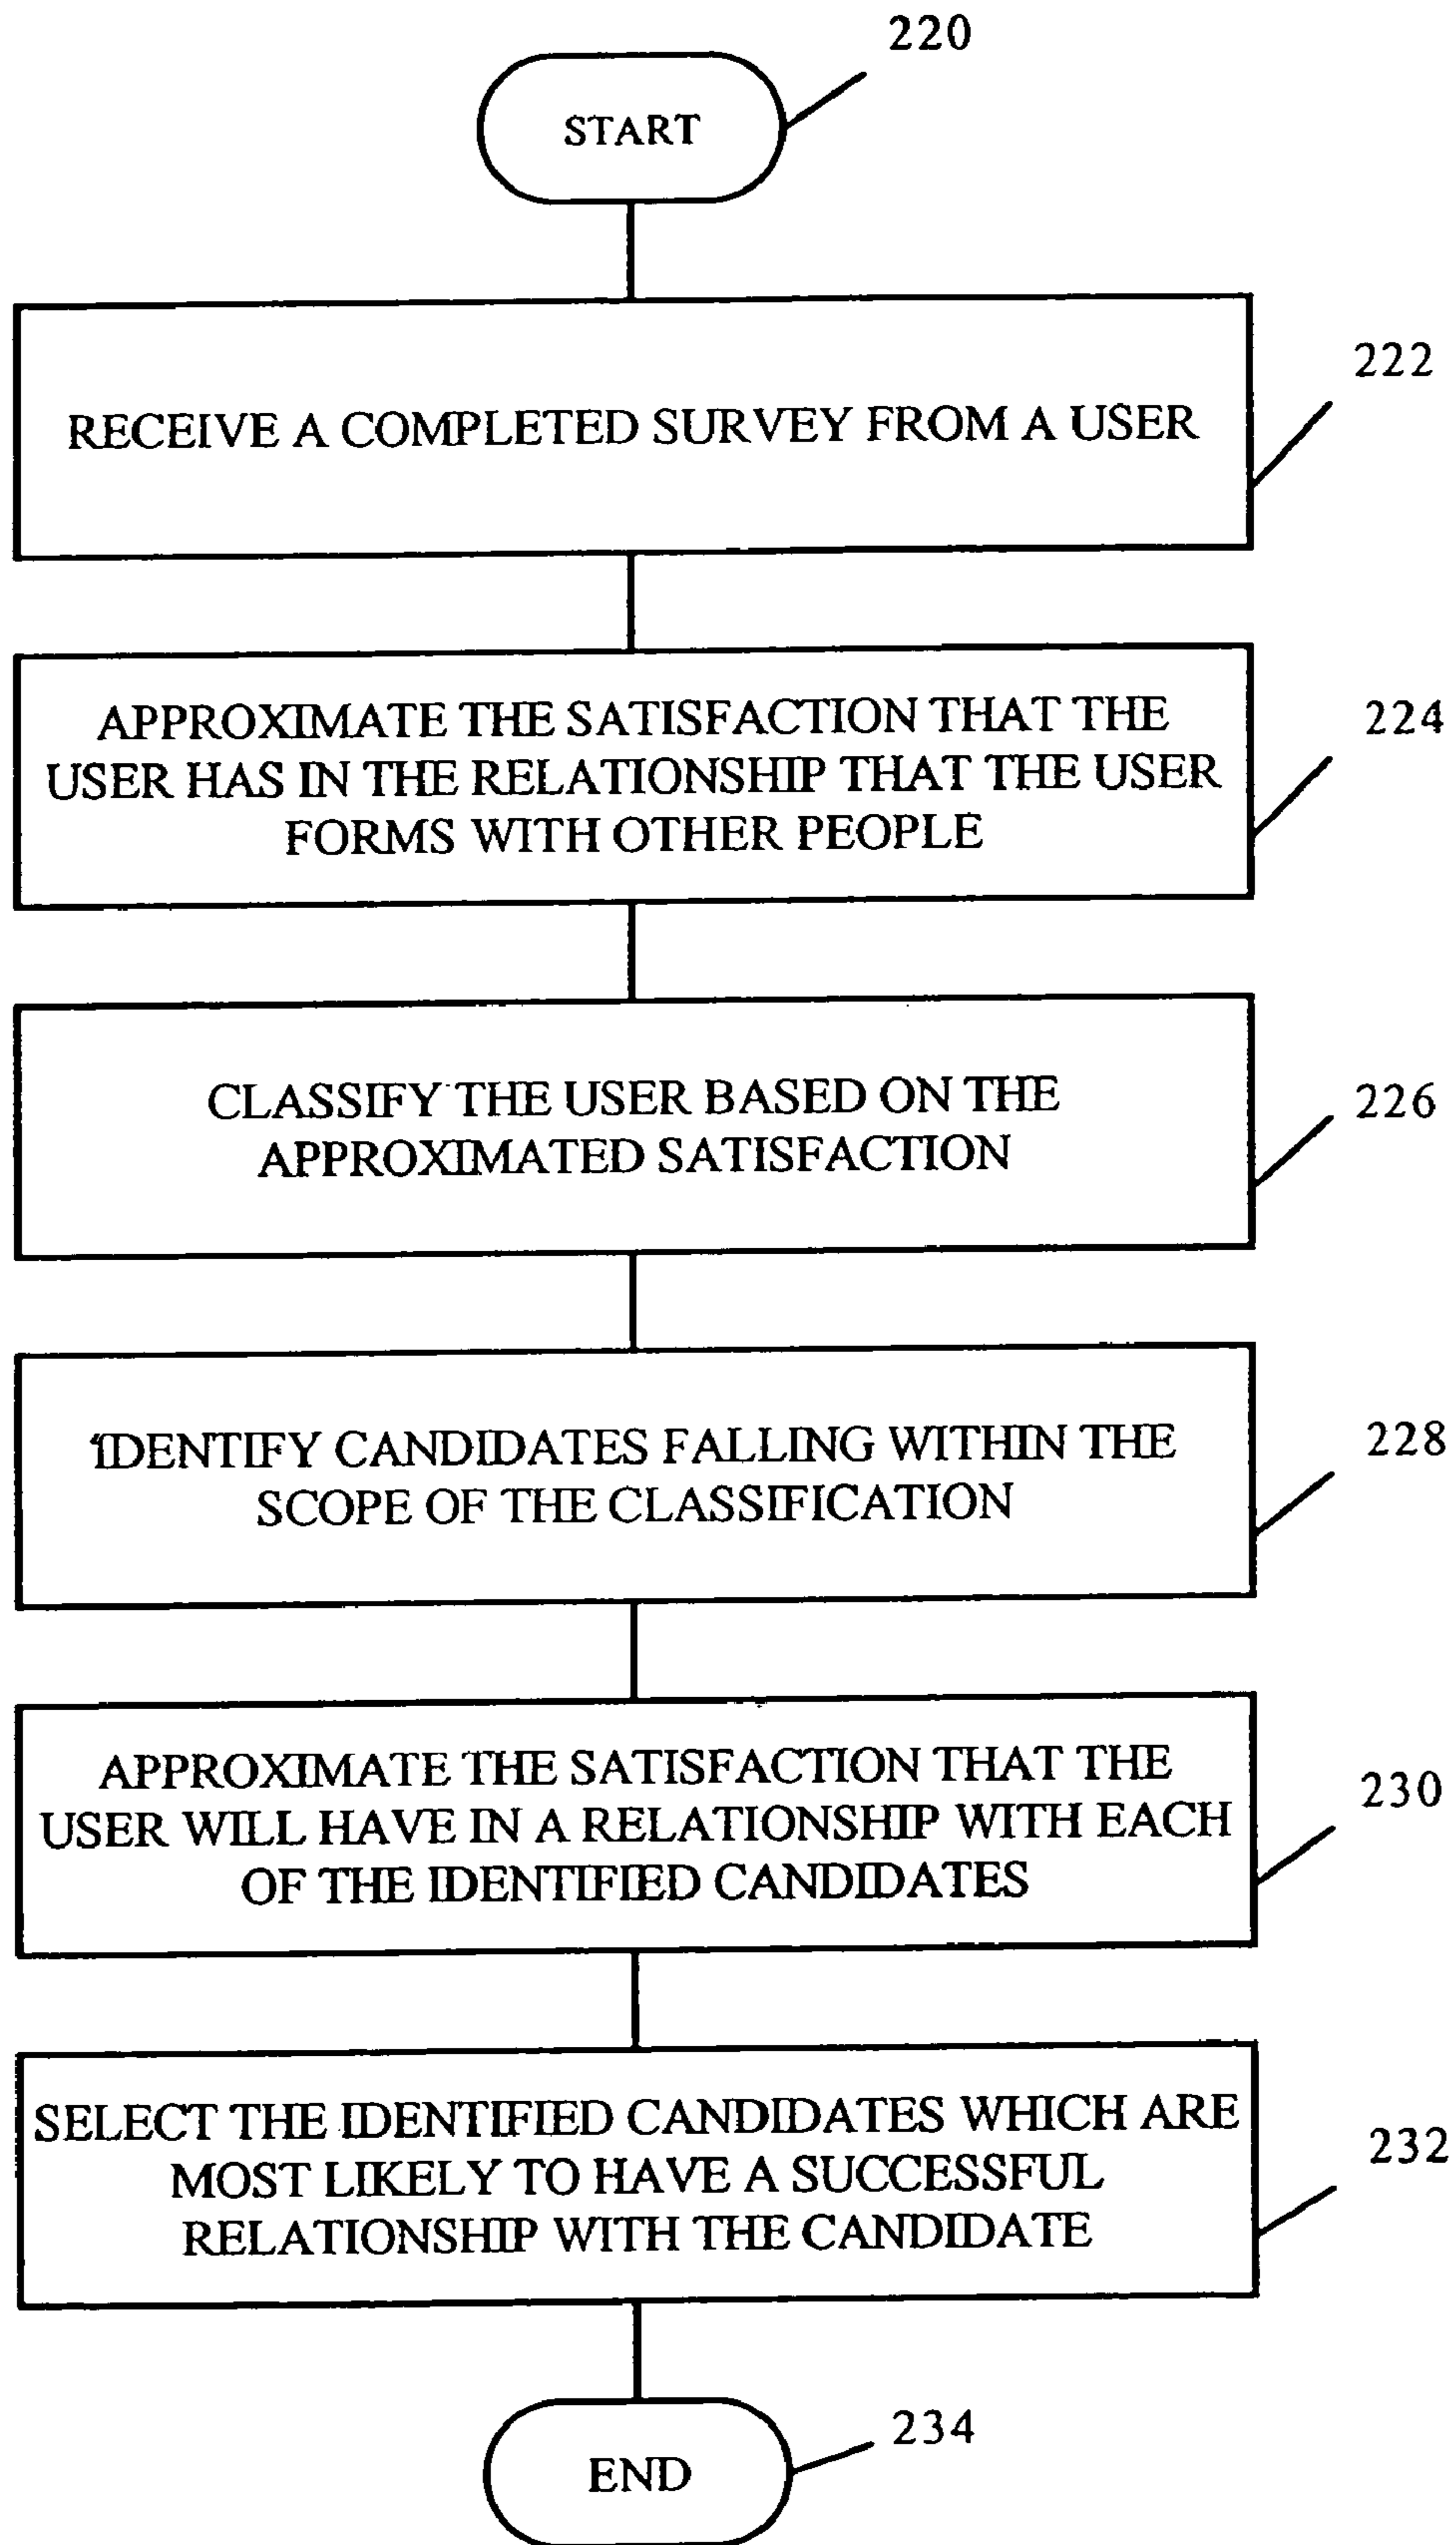 220
START
222
RECEIVE A COMPLETED SURVEY FROM A USER
224
APPROXIMATE THE SATISFACTION THAT THE
USER HAS IN THE RELATIONSHIP THAT THE USER
FORMS WITH OTHER PEOPLE
226
CLASSIFY THE USER BASED ON THE
APPROXIMATED SATISFACTION
228
IDENTIFY CANDIDATES FALLING WITHIN THE
SCOPE OF THE CLASSIFICATION
230
APPROXIMATE THE SATISFACTION THAT THE
USER WILL HAVE IN A RELATIONSHIP WITH EACH
OF THE IDENTIFIED CANDIDATES
232
SELECT THE IDENTIFIED CANDIDATES WHICH ARE
MOST LIKELY TO HAVE A SUCCESSFUL
RELATIONSHIP WITH THE CANDIDATE
234
END